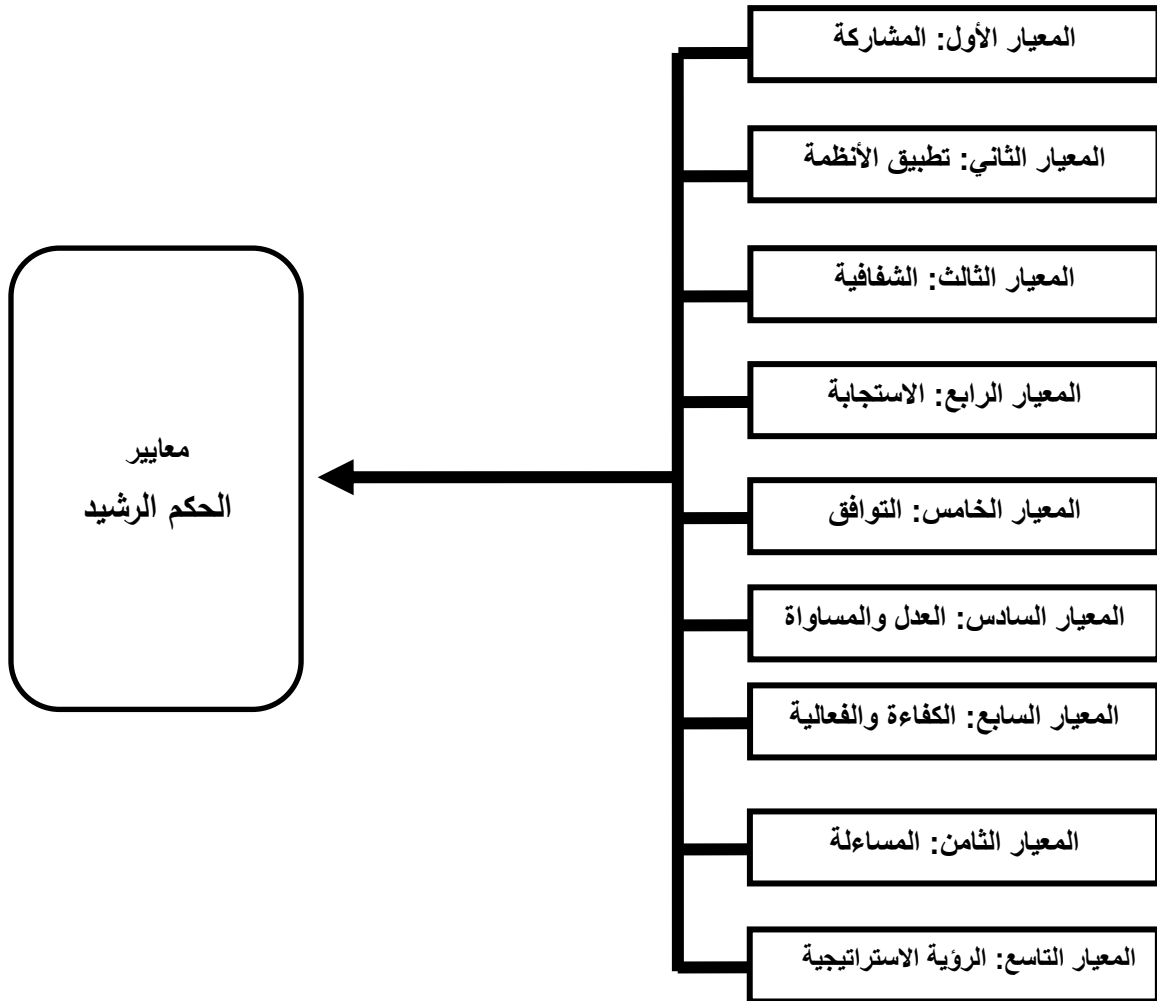 المعيار الأول: المشاركة
المعيار الثاني: تطبيق الأنظمة
المعيار الثالث: الشفافية
المعيار الرابع: الاستجابة
المعيار الخامس: التوافق
المعيار السادس: العدل والمساواة
المعيار السابع: الكفاءة والفعالية
المعيار الثامن: المساءلة
المعيار التاسع: الرؤية الاستراتيجية
معايير
الحكم الرشيد